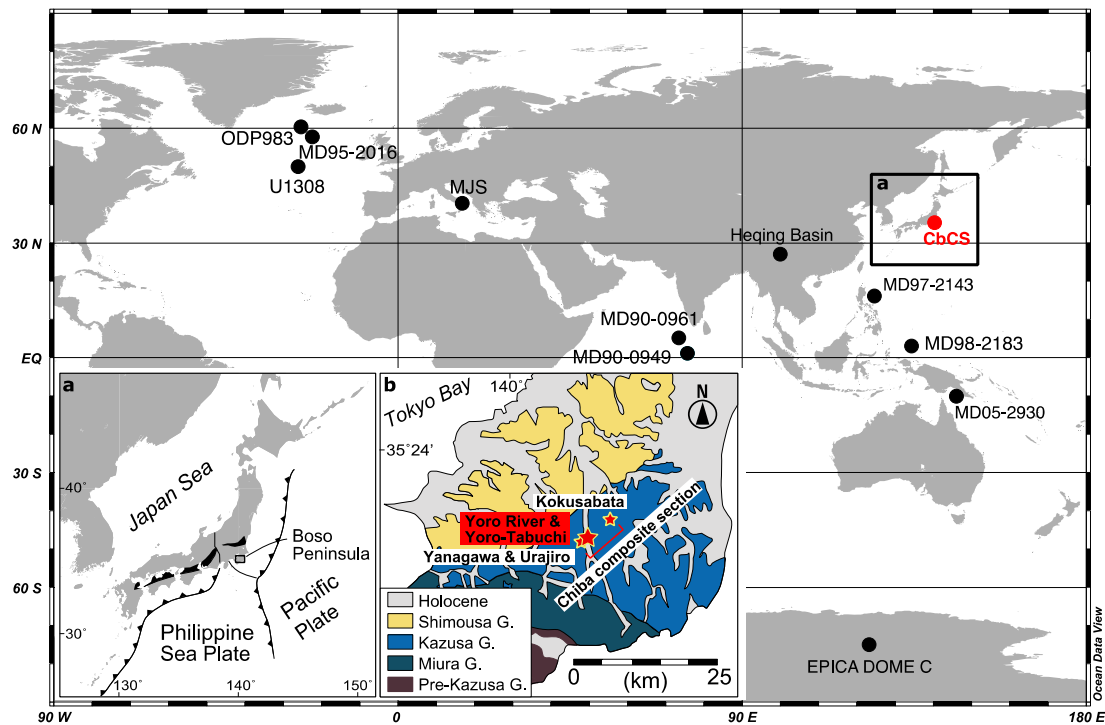 60 N
30 N
EQ
30 S
60 S
90 W
0
90 E
180 E
ODP983
MD95-2016
U1308
MJS
Heqing Basin
a
CbCS
MD97-2143
MD90-0961
MD90-0949
MD98-2183
MD05-2930
EPICA DOME C
Ocean Data View
a
Japan Sea
40°
30°
130°
140°
150°
Boso
Peninsula
Pacific
Plate
Philippine
Sea Plate
b
Tokyo Bay
140°
35°24'
N
Kokusabata
Yoro River &
Yoro-Tabuchi
Yanagawa & Urajiro
Chiba composite section
Holocene
Shimousa G.
Kazusa G.
Miura G.
Pre-Kazusa G.
0
(km)
25